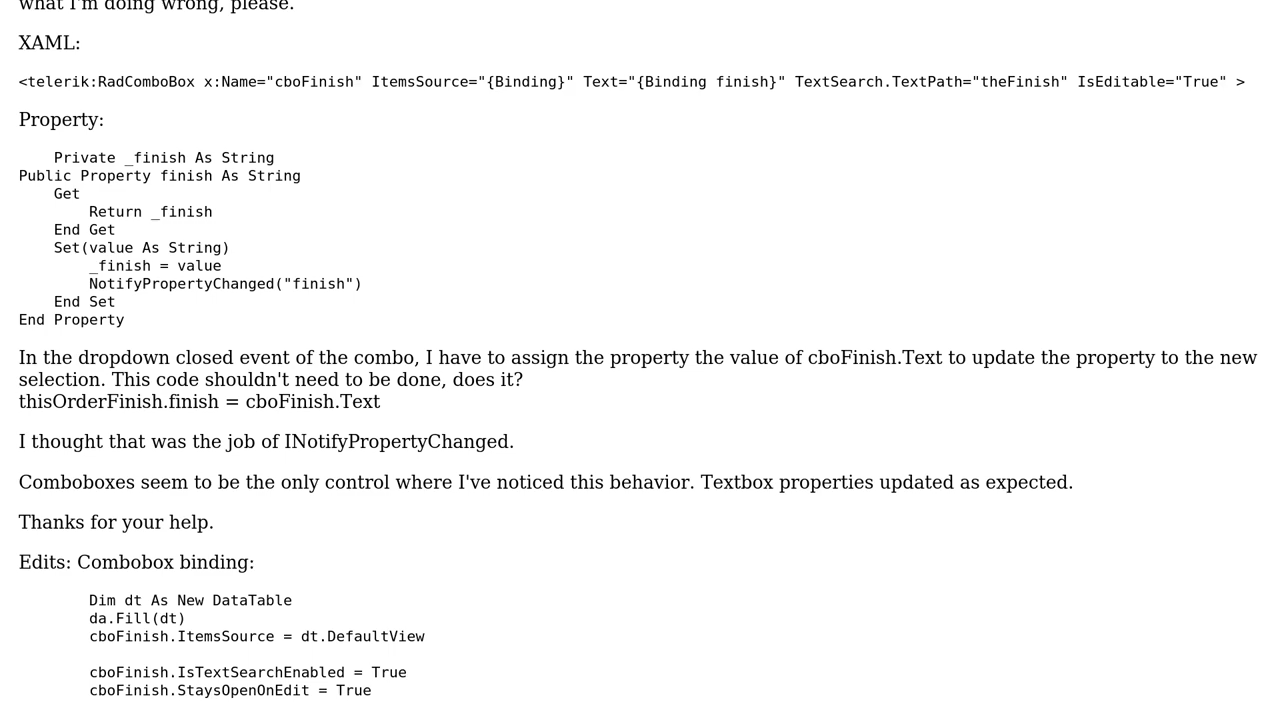 what I'm doing wrong, please.
XAML:
<telerik:RadComboBox x:Name="cboFinish" ItemsSource="{Binding}" Text="{Binding finish}" TextSearch.TextPath="theFinish" IsEditable="True" >
Property:
    Private _finish As String
Public Property finish As String
    Get
        Return _finish
    End Get
    Set(value As String)
        _finish = value
        NotifyPropertyChanged("finish")
    End Set
End Property
In the dropdown closed event of the combo, I have to assign the property the value of cboFinish.Text to update the property to the new
selection. This code shouldn't need to be done, does it?
thisOrderFinish.finish = cboFinish.Text
I thought that was the job of INotifyPropertyChanged.
Comboboxes seem to be the only control where I've noticed this behavior. Textbox properties updated as expected.
Thanks for your help.
Edits: Combobox binding:
        Dim dt As New DataTable
        da.Fill(dt)
        cboFinish.ItemsSource = dt.DefaultView
        cboFinish.IsTextSearchEnabled = True
        cboFinish.StaysOpenOnEdit = True